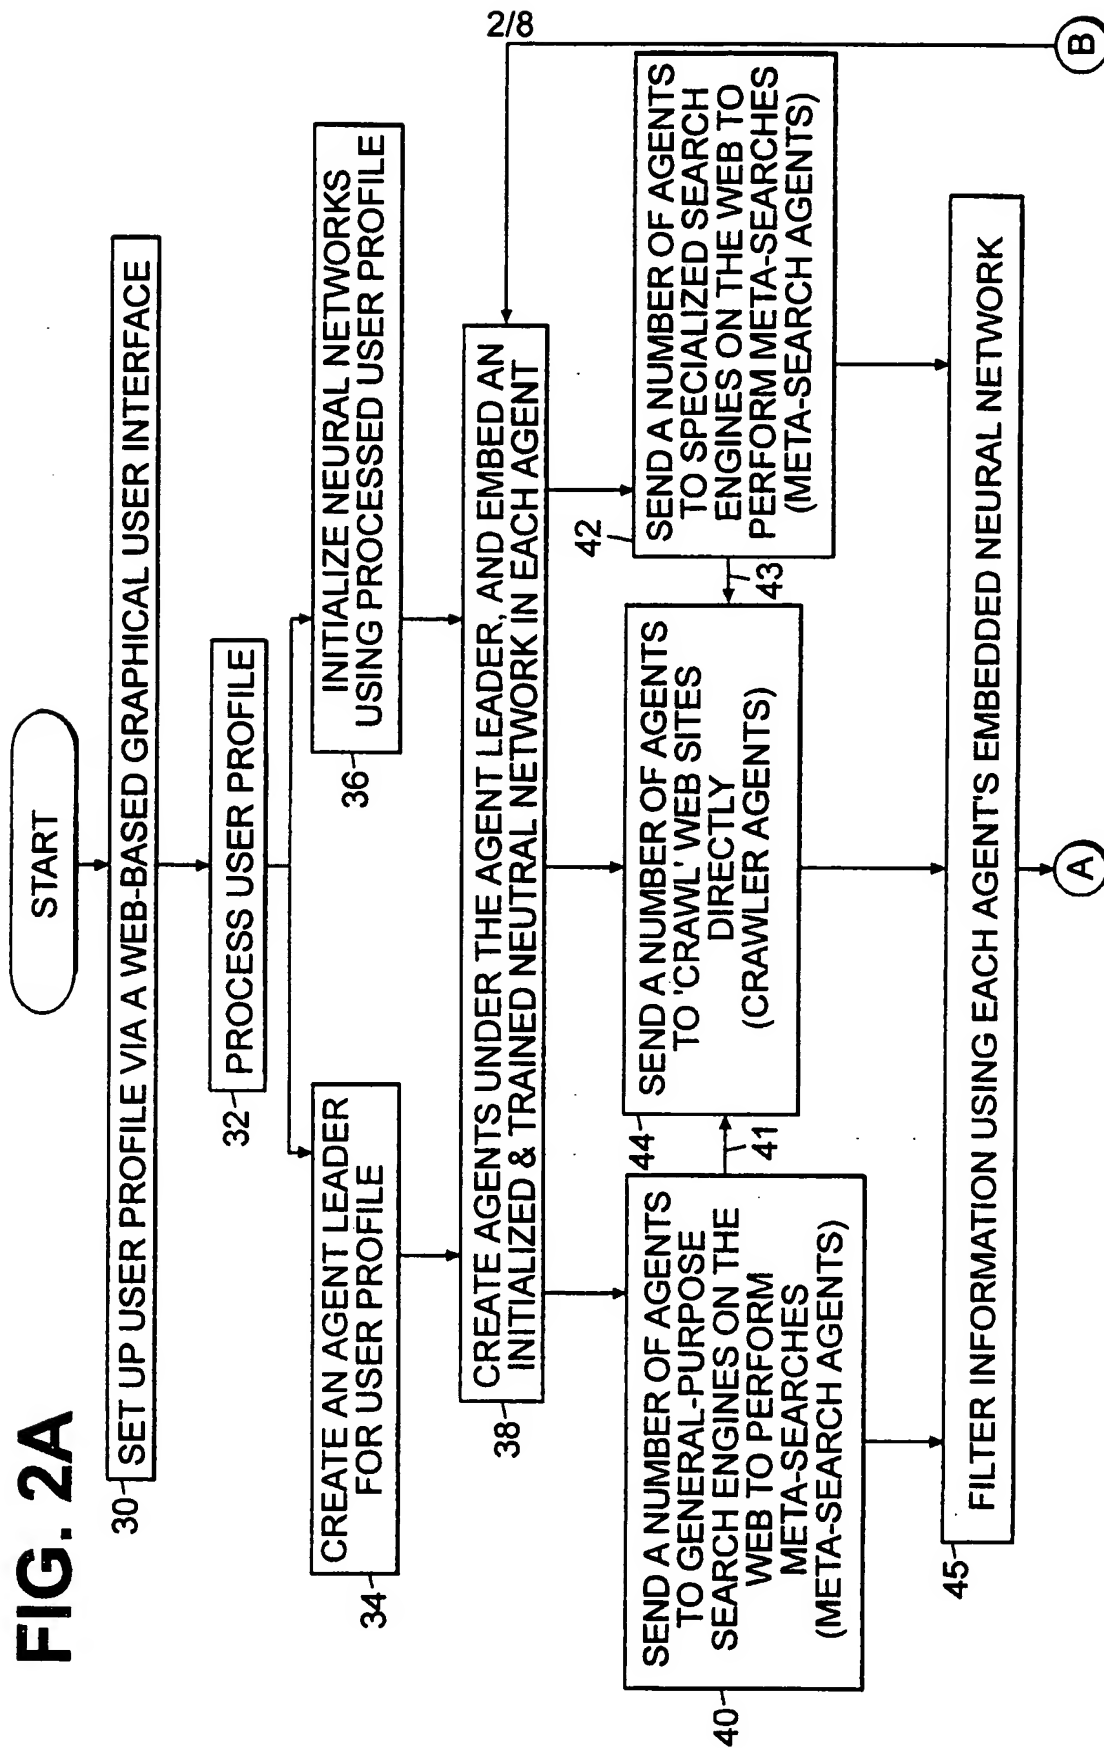 2/8
FIG. 2A
START
30
SET UP USER PROFILE VIA A WEB-BASED GRAPHICAL USER INTERFACE
32
PROCESS USER PROFILE
34
CREATE AN AGENT LEADER
FOR USER PROFILE
36
INITIALIZE NEURAL NETWORKS
USING PROCESSED USER PROFILE
38
CREATE AGENTS UNDER THE AGENT LEADER, AND EMBED AN
INITIALIZED & TRAINED NEUTRAL NETWORK IN EACH AGENT
40
SEND A NUMBER OF AGENTS
TO GENERAL-PURPOSE
SEARCH ENGINES ON THE
WEB TO PERFORM
META-SEARCHES
(META-SEARCH AGENTS)
41
44
SEND A NUMBER OF AGENTS
TO 'CRAWL' WEB SITES
DIRECTLY
(CRAWLER AGENTS)
43
42
SEND A NUMBER OF AGENTS
TO SPECIALIZED SEARCH
ENGINES ON THE WEB TO
PERFORM META-SEARCHES
(META-SEARCH AGENTS)
45
FILTER INFORMATION USING EACH AGENT'S EMBEDDED NEURAL NETWORK
A
B